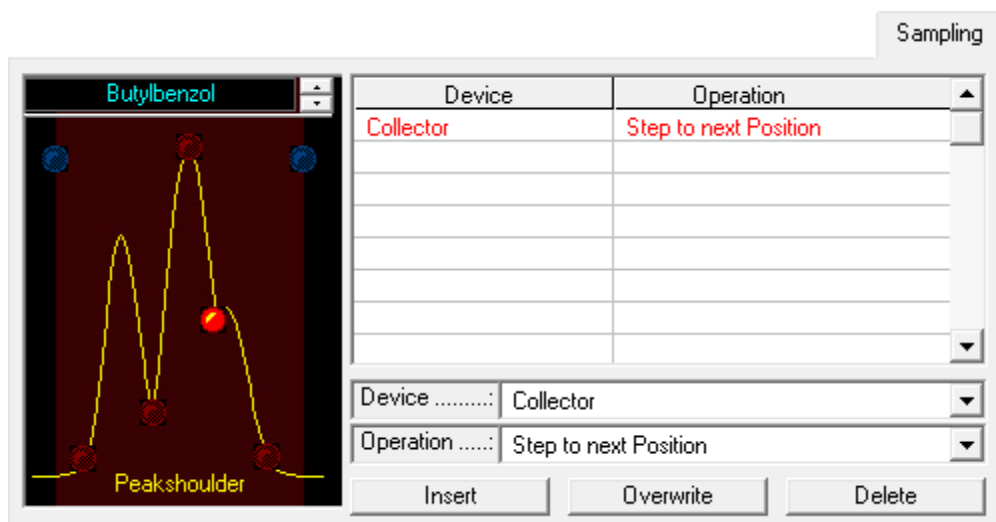 Sampling
Butylbenzol
Device Operation
Collector Step to next Position
Peakshoulder
Device .........: Collector
Operation .....: Step to next Position
Insert Overwrite Delete